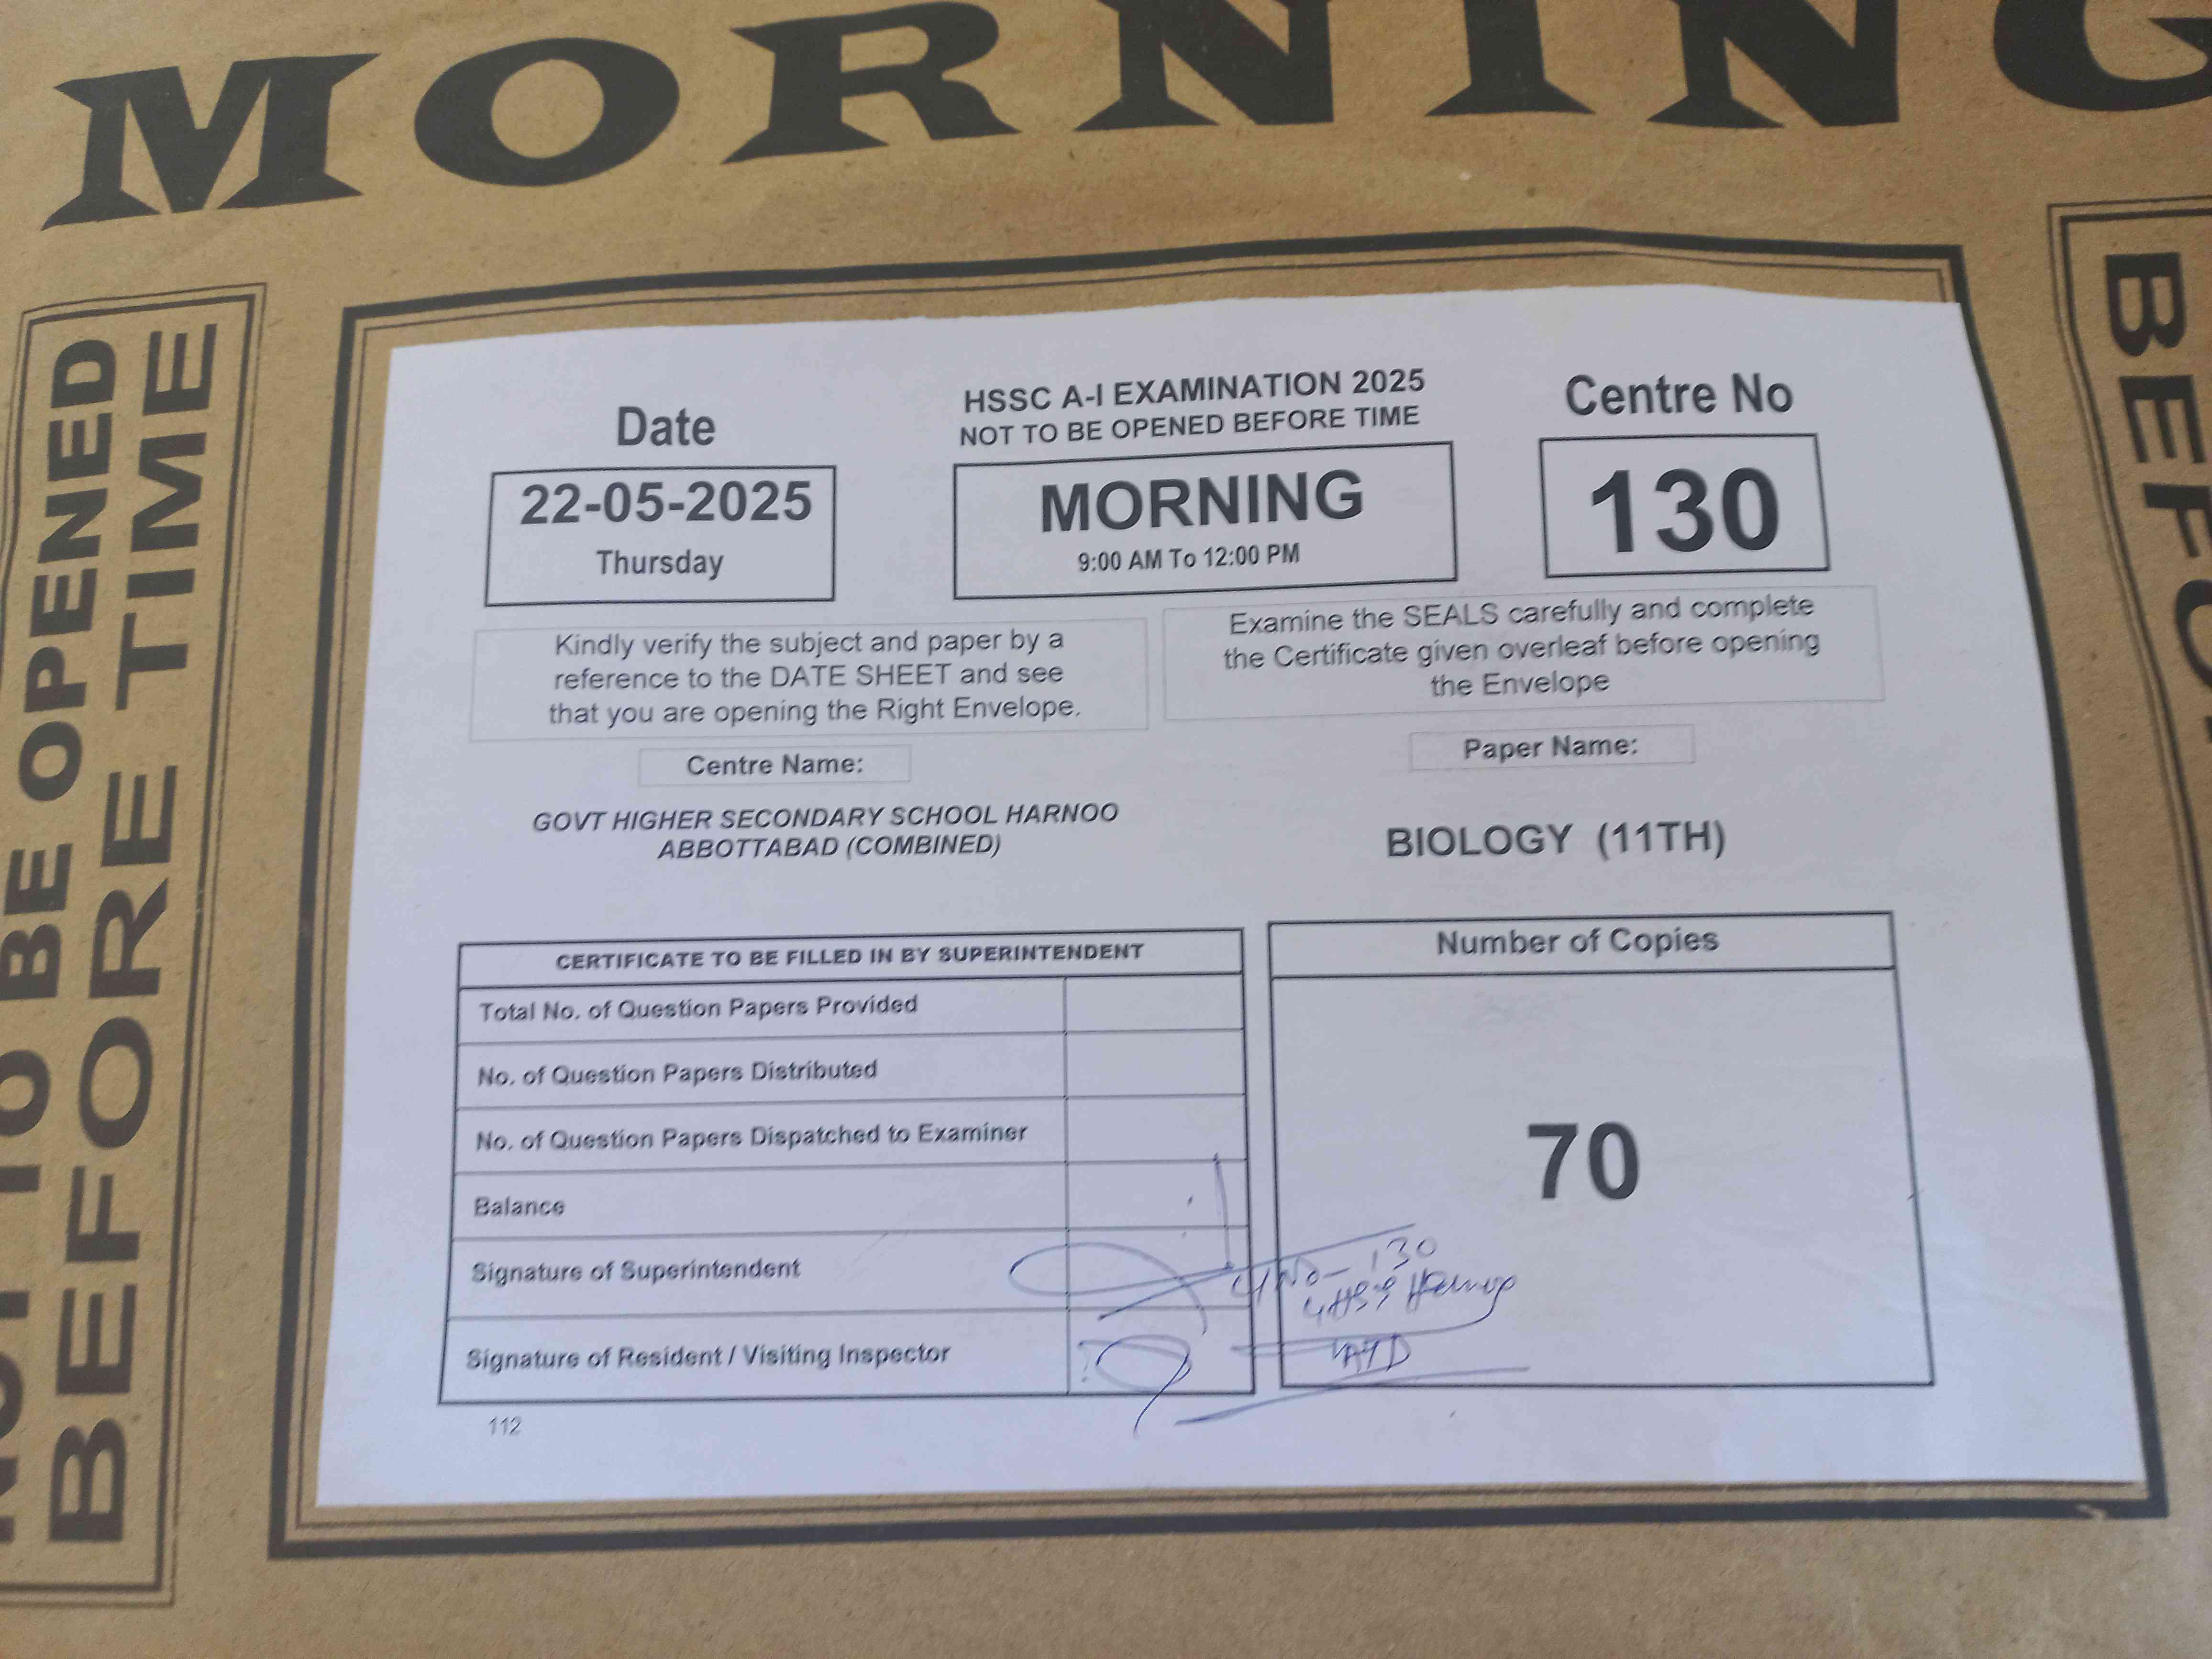 MORNING
NOT TO BE OPENED
BEFORE TIME
HSSC A-I EXAMINATION 2025
NOT TO BE OPENED BEFORE TIME
Date
22-05-2025
Thursday
MORNING
9:00 AM To 12:00 PM
Centre No
130
Kindly verify the subject and paper by a
reference to the DATE SHEET and see
that you are opening the Right Envelope.
Examine the SEALS carefully and complete
the Certificate given overleaf before opening
the Envelope
Centre Name:
GOVT HIGHER SECONDARY SCHOOL HARNOO
ABBOTTABAD (COMBINED)
Paper Name:
BIOLOGY (11TH)
CERTIFICATE TO BE FILLED IN BY SUPERINTENDENT
Total No. of Question Papers Provided
No. of Question Papers Distributed
No. of Question Papers Dispatched to Examiner
Balance
Signature of Superintendent
Signature of Resident / Visiting Inspector
Number of Copies
70
130
Harnoo
ATD
112
BEFO